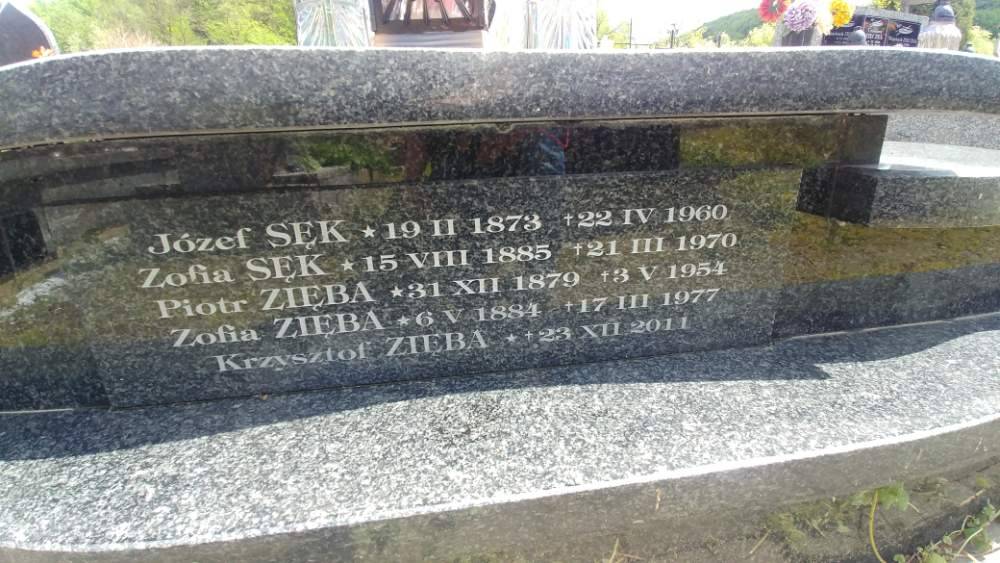 Józef SĘK ★ 19 II 1873 †22 IV 1960
Zofia SĘK ★ 15 VIII 1885 †21 III 1970
Piotr ZIĘBA ★ 31 XII 1879 †3 V 1954
Zofia ZIĘBA ★ 6 V 1884 †17 III 1977
Krzysztof ZIĘBA ★ †23 XII 2011